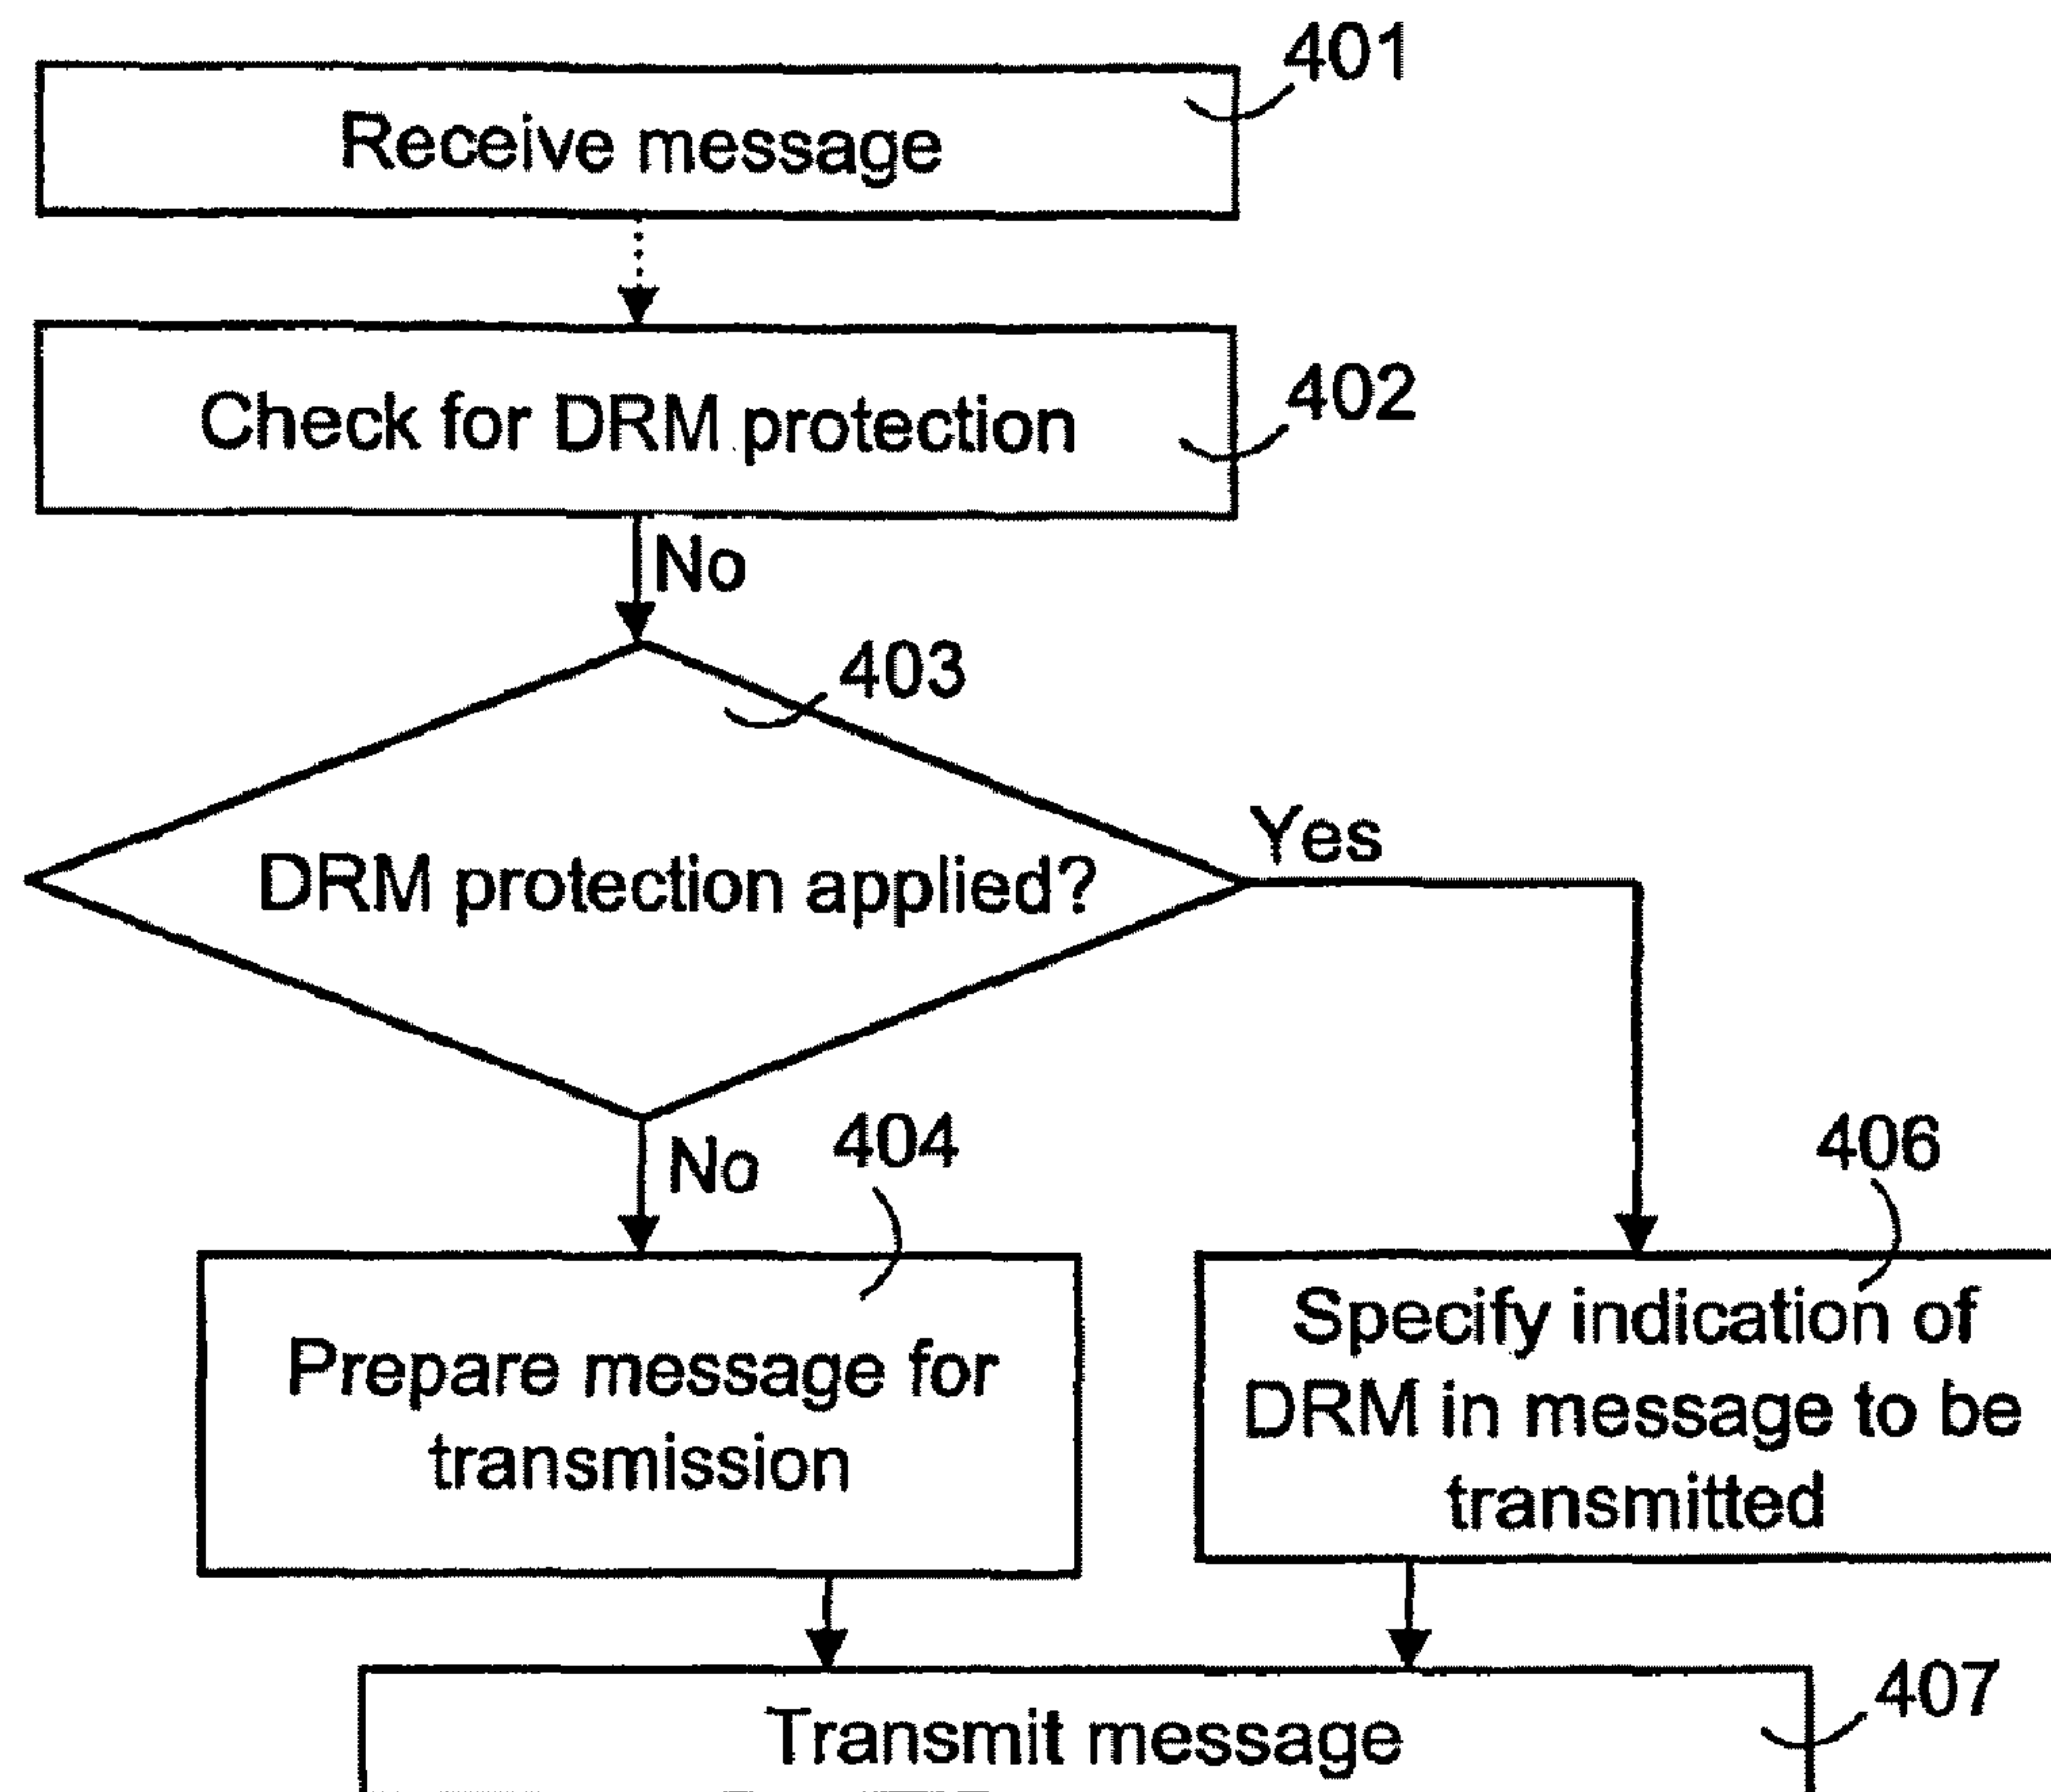 401
Receive message
402
Check for DRM protection
No
403
DRM protection applied?
Yes
No
404
406
Prepare message for
transmission
Specify indication of
DRM in message to be
transmitted
407
Transmit message